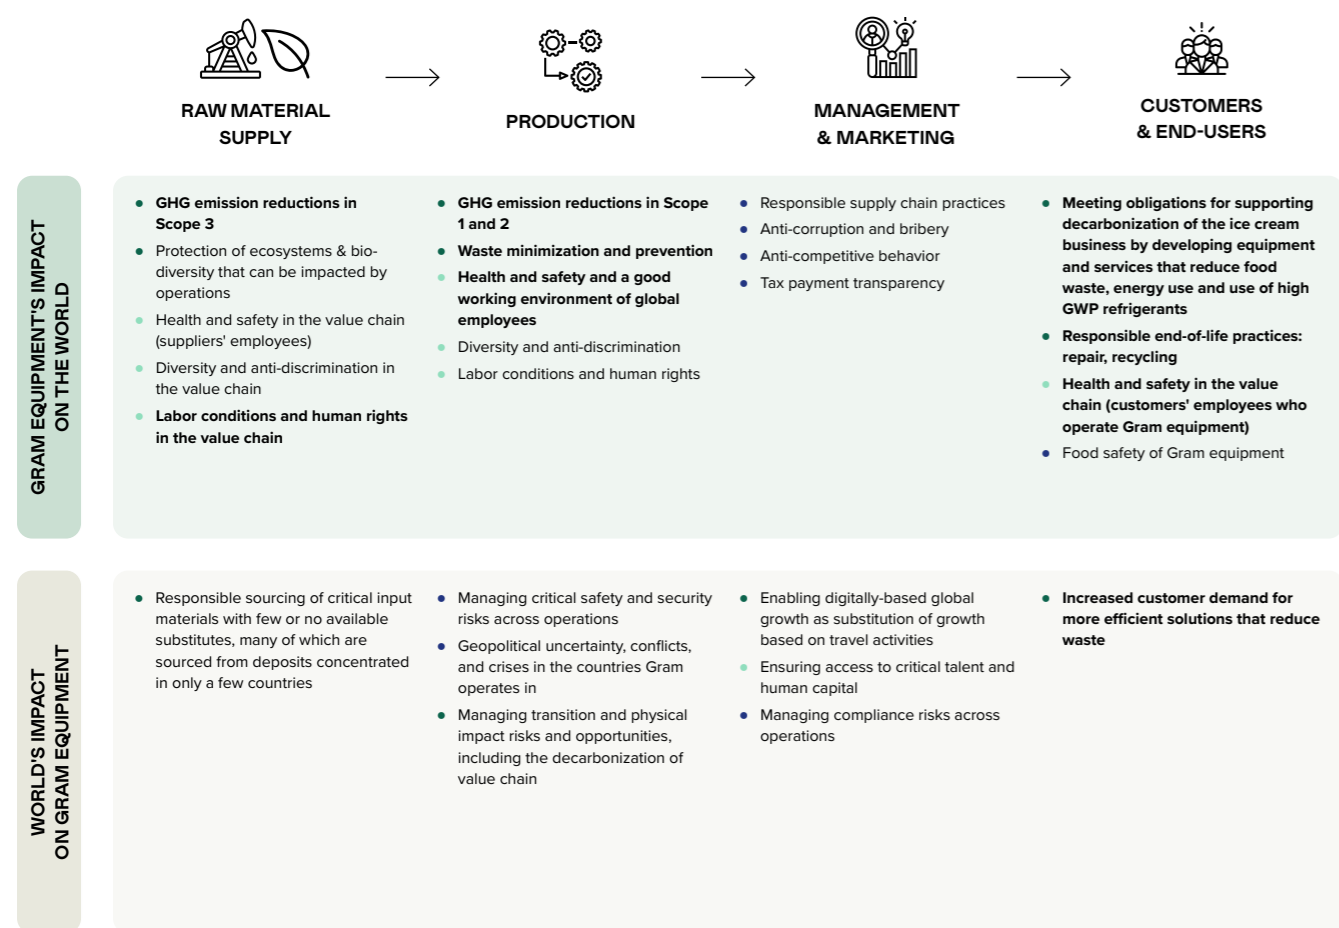 RAW MATERIAL
SUPPLY
PRODUCTION
MANAGEMENT
& MARKETING
CUSTOMERS
& END-USERS
GRAM EQUIPMENT'S IMPACT
ON THE WORLD
GHG emission reductions in
Scope 3
Protection of ecosystems & bio-
diversity that can be impacted by
operations
Health and safety in the value chain
(suppliers' employees)
Diversity and anti-discrimination in
the value chain
Labor conditions and human rights
in the value chain
GHG emission reductions in Scope
1 and 2
Waste minimization and prevention
Health and safety and a good
working environment of global
employees
Diversity and anti-discrimination
Labor conditions and human rights
Responsible supply chain practices
Anti-corruption and bribery
Anti-competitive behavior
Tax payment transparency
Meeting obligations for supporting
decarbonization of the ice cream
business by developing equipment
and services that reduce food
waste, energy use and use of high
GWP refrigerants
Responsible end-of-life practices:
repair, recycling
Health and safety in the value
chain (customers' employees who
operate Gram equipment)
Food safety of Gram equipment
WORLD'S IMPACT
ON GRAM EQUIPMENT
Responsible sourcing of critical input
materials with few or no available
substitutes, many of which are
sourced from deposits concentrated
in only a few countries
Managing critical safety and security
risks across operations
Geopolitical uncertainty, conflicts,
and crises in the countries Gram
operates in
Managing transition and physical
impact risks and opportunities,
including the decarbonization of
value chain
Enabling digitally-based global
growth as substitution of growth
based on travel activities
Ensuring access to critical talent and
human capital
Managing compliance risks across
operations
Increased customer demand for
more efficient solutions that reduce
waste